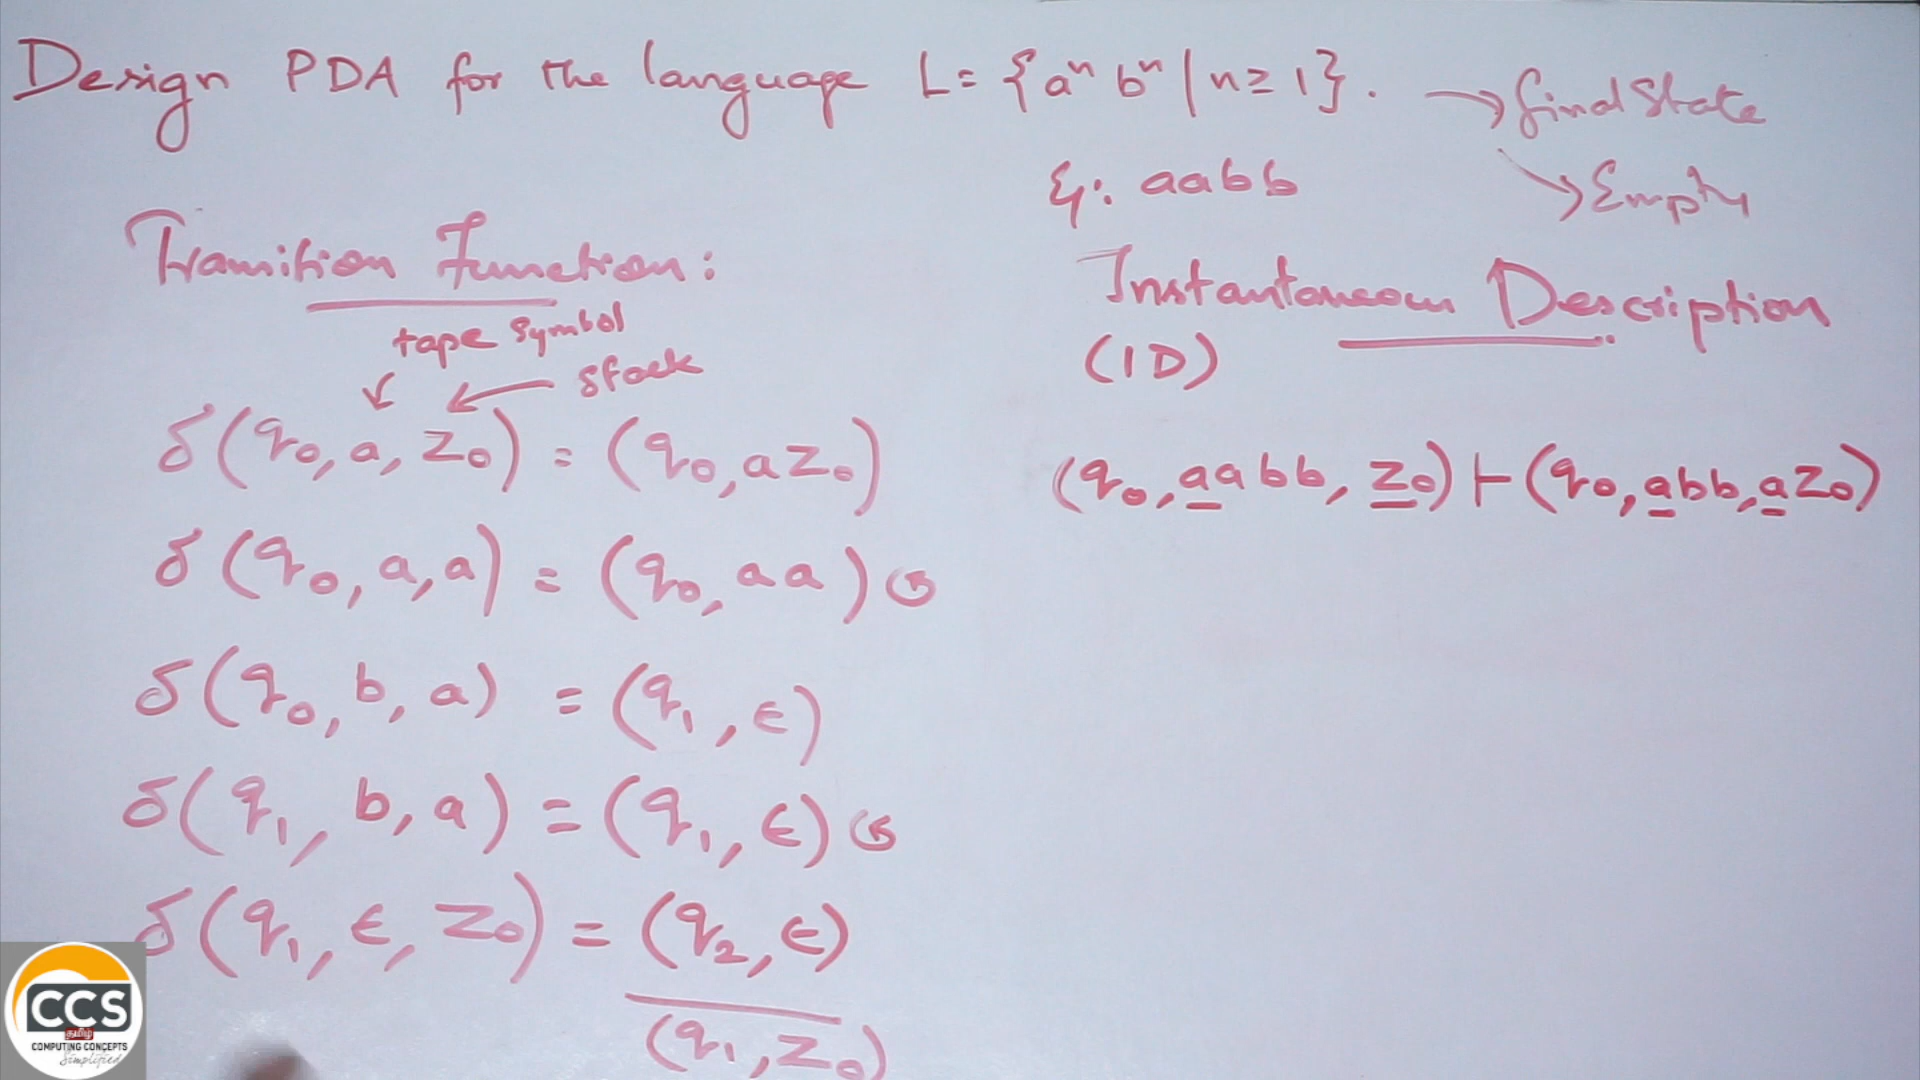 Design PDA for the language L = {aⁿ bⁿ | n ≥ 1}. → final State
Eg: aabb → Empty
Transition Function:
Instantaneous Description
(ID)
tape symbol
stack
δ(q₀, a, z₀) = (q₀, az₀)
(q₀, aabb, z₀) ⊢ (q₀, abb, az₀)
δ(q₀, a, a) = (q₀, aa)
δ(q₀, b, a) = (q₁, ε)
δ(q₁, b, a) = (q₁, ε)
δ(q₁, ε, z₀) = (q₂, ε)
(q₁, z₀)
CCS
தமிழ்
COMPUTING CONCEPTS
Simplified